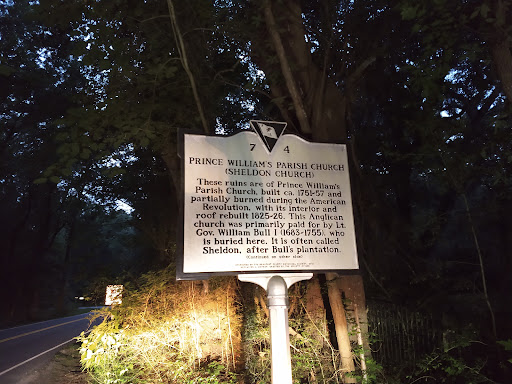 7 4
PRINCE WILLIAM'S PARISH CHURCH
(SHELDON CHURCH)
These ruins are of Prince William's
Parish Church, built ca. 1751-57 and
partially burned during the American
Revolution, with its interior and
roof rebuilt 1825-26. This Anglican
church was primarily paid for by Lt.
Gov. William Bull I (1683-1755), who
is buried here. It is often called
Sheldon, after Bull's plantation.
(Continued on other side)